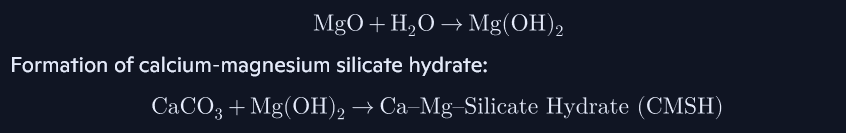 MgO + H₂O → Mg(OH)₂
Formation of calcium-magnesium silicate hydrate:
CaCO₃ + Mg(OH)₂ → Ca–Mg–Silicate Hydrate (CMSH)